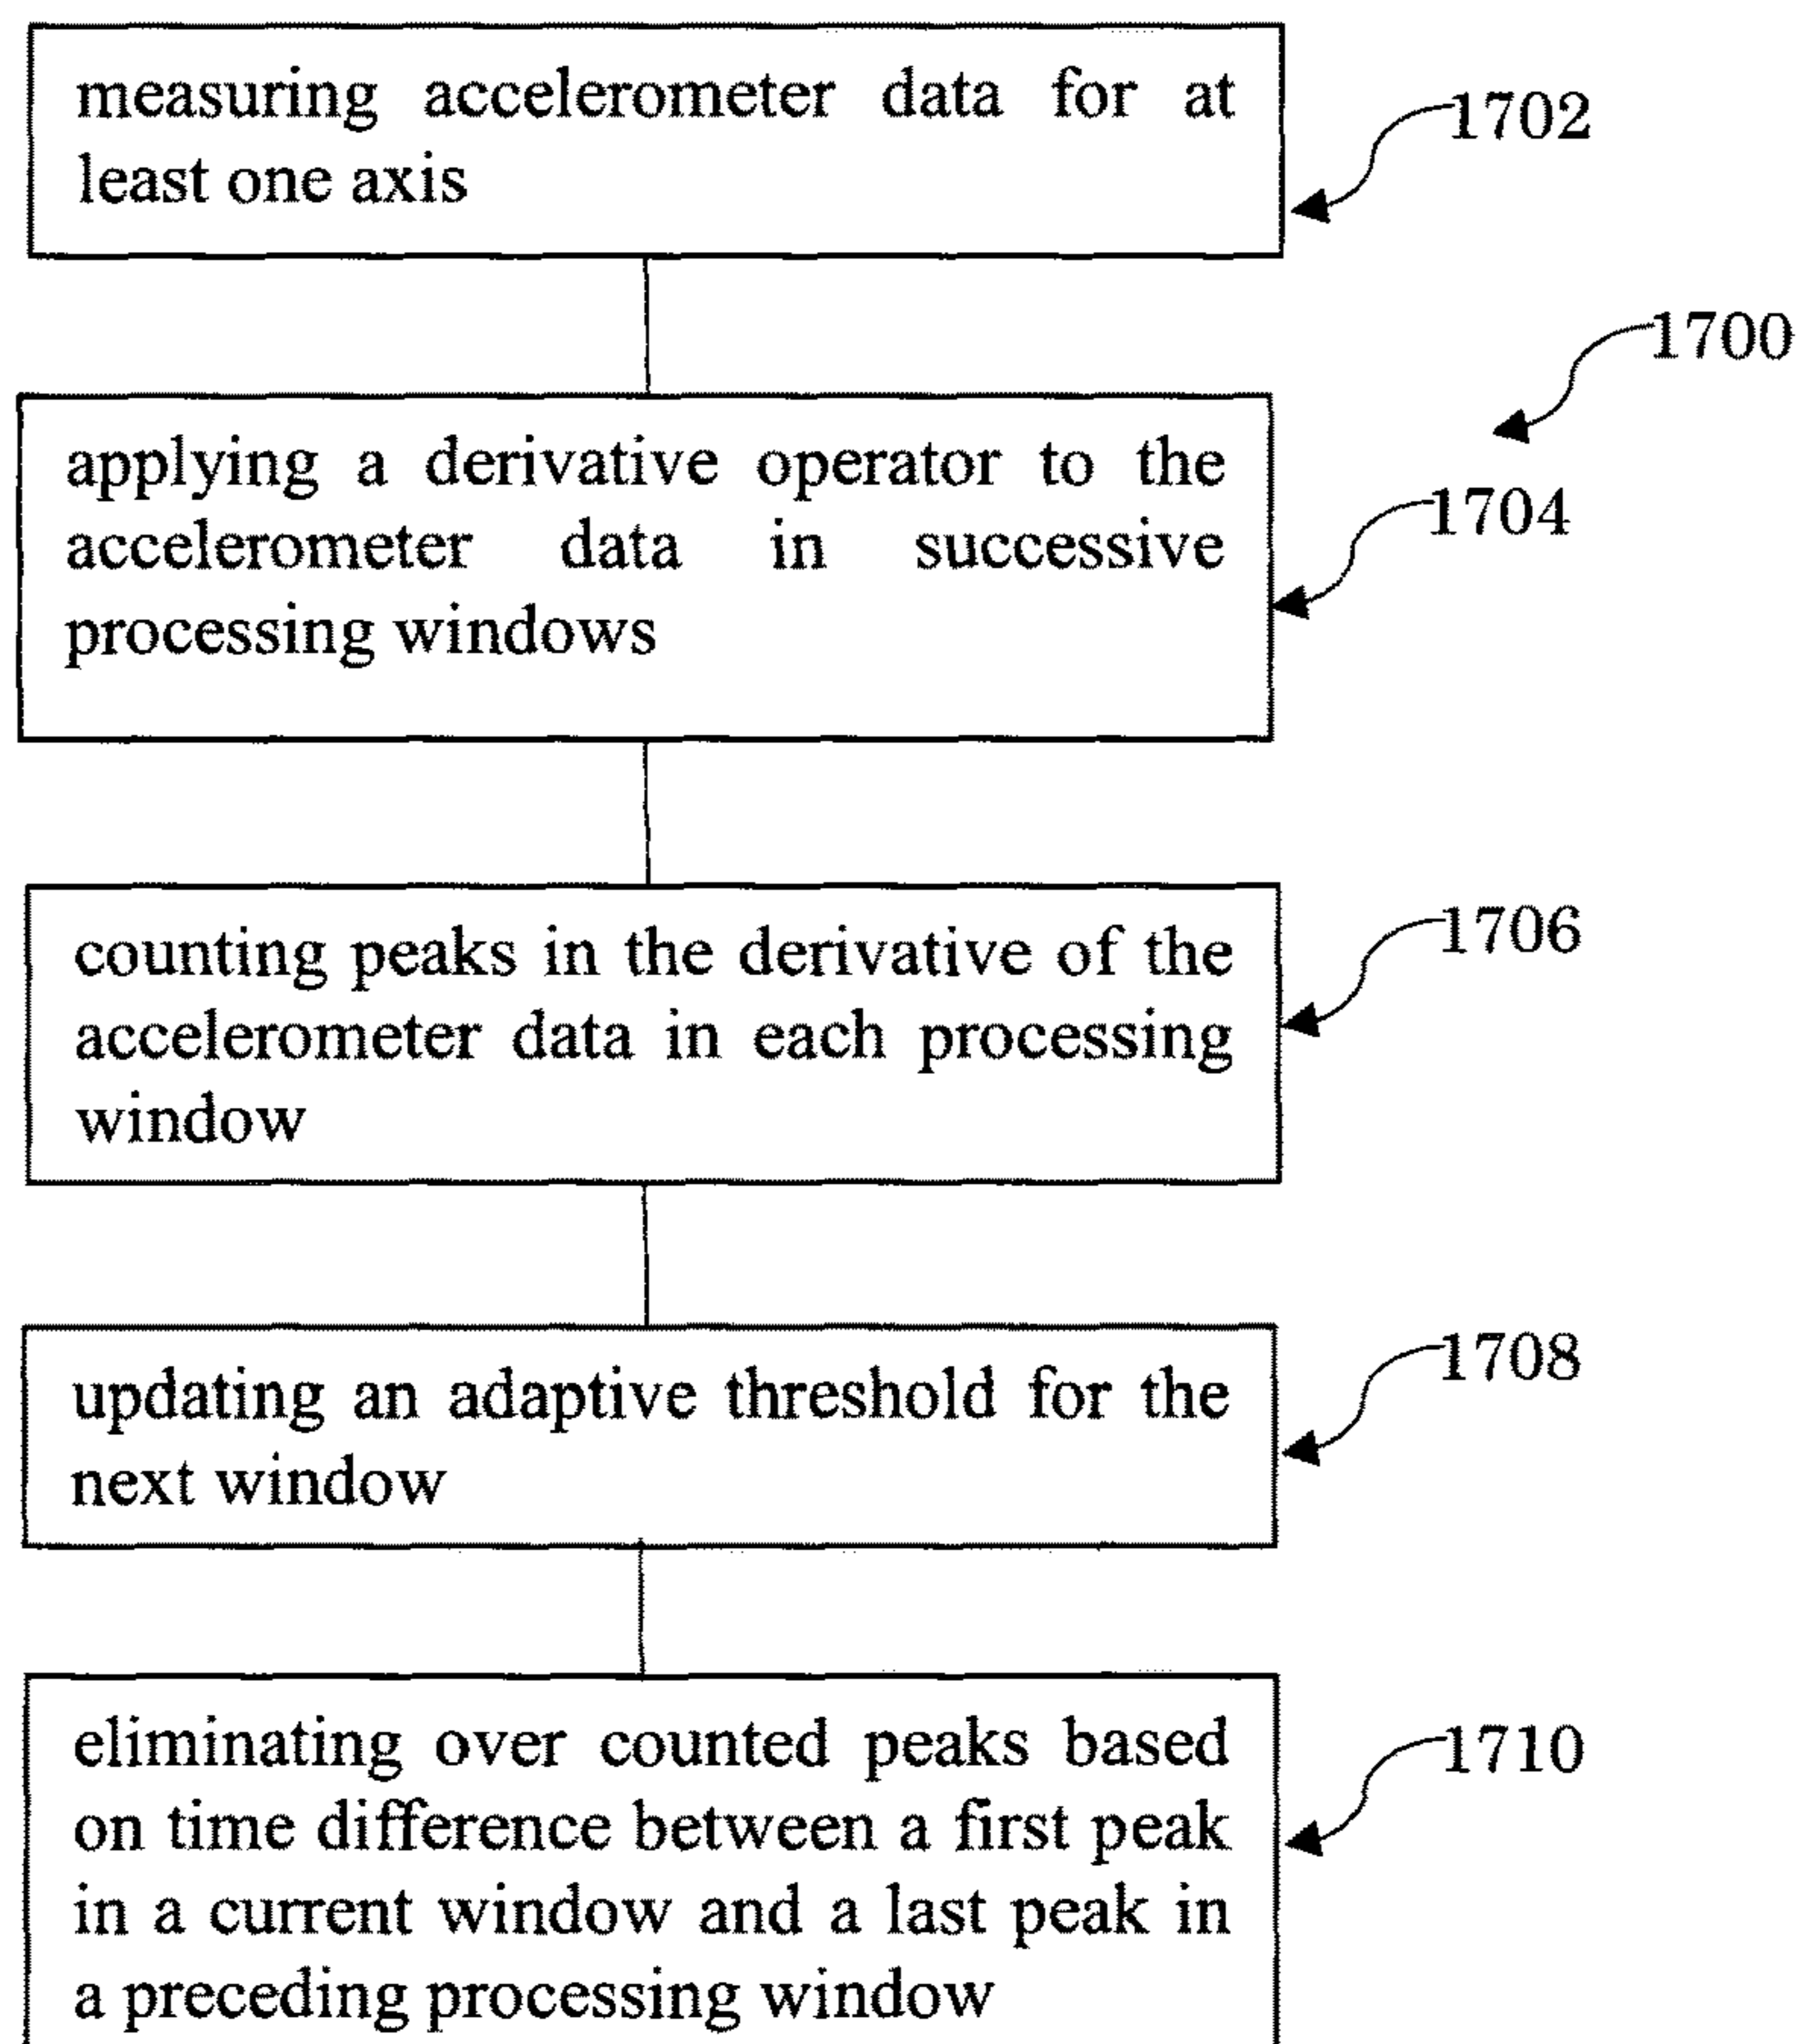 measuring accelerometer data for at
least one axis
1702
1700
applying a derivative operator to the
accelerometer data in successive
processing windows
1704
counting peaks in the derivative of the
accelerometer data in each processing
window
1706
updating an adaptive threshold for the
next window
1708
eliminating over counted peaks based
on time difference between a first peak
in a current window and a last peak in
a preceding processing window
1710